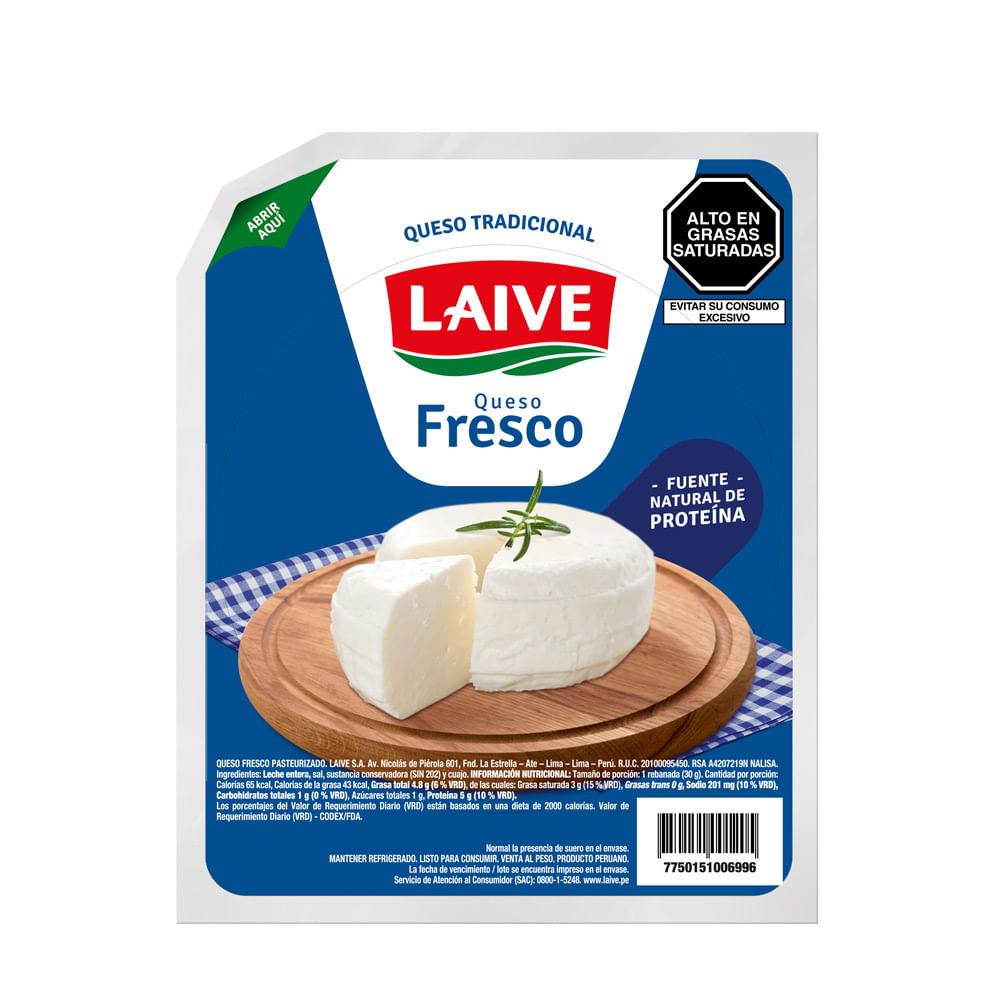 ABRIR
AQUÍ
QUESO TRADICIONAL
LAIVE
Queso
Fresco
ALTO EN
GRASAS
SATURADAS
EVITAR SU CONSUMO
EXCESIVO
- FUENTE -
NATURAL DE
PROTEÍNA
QUESO FRESCO PASTEURIZADO. LAIVE S.A. Av. Nicolás de Piérola 601, Fnd. La Estrella – Ate – Lima – Lima – Perú. R.U.C. 20100095450. RSA A4207219N NALISA.
Ingredientes: Leche entera, sal, sustancia conservadora (SIN 202) y cuajo. INFORMACIÓN NUTRICIONAL: Tamaño de porción: 1 rebanada (30 g). Cantidad por porción:
Calorías 65 kcal, Calorías de la grasa 43 kcal, Grasa total 4.8 g (6 % VRD), de las cuales: Grasa saturada 3 g (15 % VRD), Grasas trans 0 g, Sodio 201 mg (10 % VRD),
Carbohidratos totales 1 g (0 % VRD), Azúcares totales 1 g, Proteína 5 g (10 % VRD).
Los porcentajes del Valor de Requerimiento Diario (VRD) están basados en una dieta de 2000 calorías. Valor de
Requerimiento Diario (VRD) - CODEX/FDA.
Normal la presencia de suero en el envase.
MANTENER REFRIGERADO. LISTO PARA CONSUMIR. VENTA AL PESO. PRODUCTO PERUANO.
La fecha de vencimiento / lote se encuentra impreso en el envase.
Servicio de Atención al Consumidor (SAC): 0800-1-5248. www.laive.pe
7750151006996